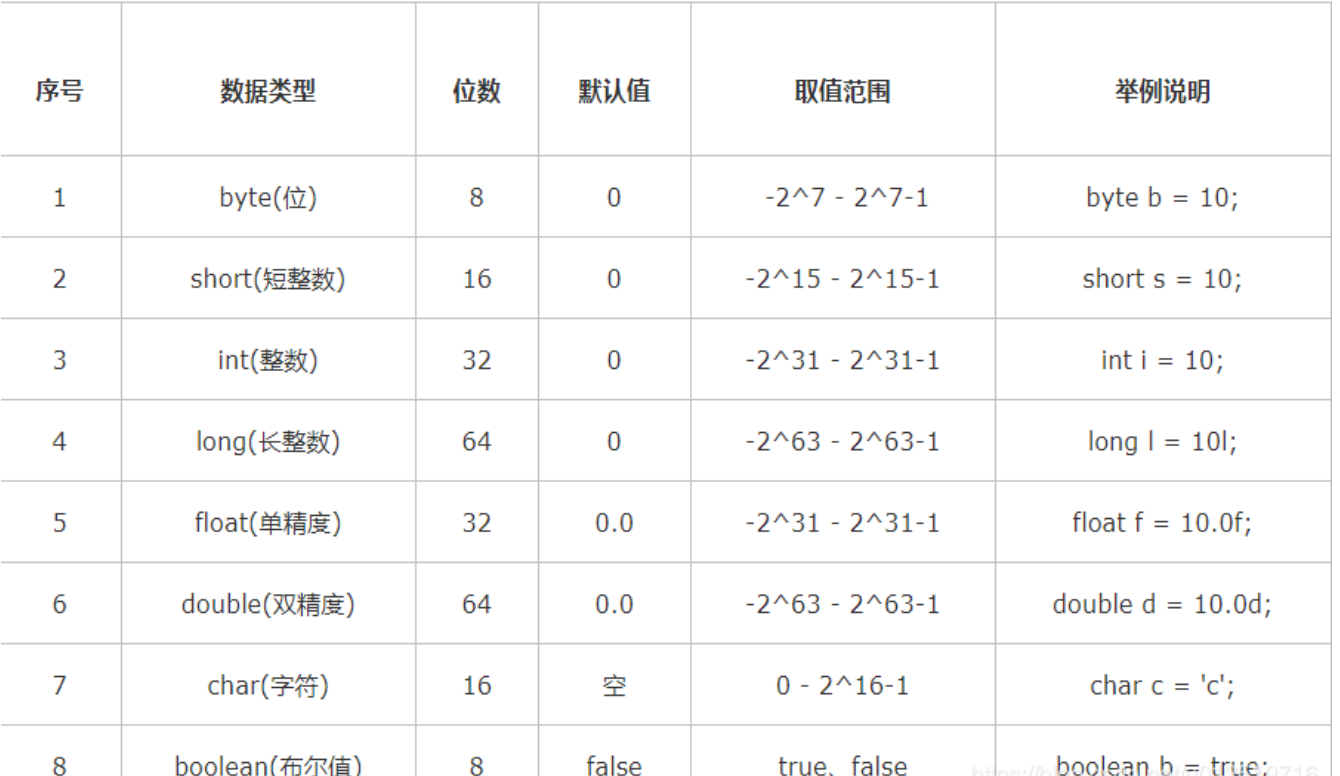 序号 数据类型 位数 默认值 取值范围 举例说明
1 byte(位) 8 0 -2^7 - 2^7-1 byte b = 10;
2 short(短整数) 16 0 -2^15 - 2^15-1 short s = 10;
3 int(整数) 32 0 -2^31 - 2^31-1 int i = 10;
4 long(长整数) 64 0 -2^63 - 2^63-1 long l = 10l;
5 float(单精度) 32 0.0 -2^31 - 2^31-1 float f = 10.0f;
6 double(双精度) 64 0.0 -2^63 - 2^63-1 double d = 10.0d;
7 char(字符) 16 空 0 - 2^16-1 char c = 'c';
8 boolean(布尔值) 8 false true、false boolean b = true;